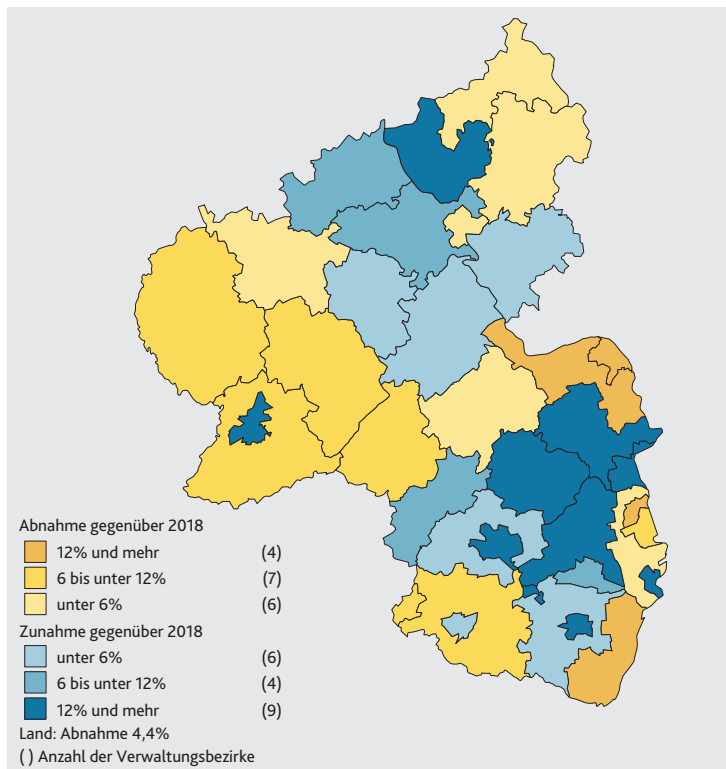 Abnahme gegenüber 2018
12% und mehr (4)
6 bis unter 12% (7)
unter 6% (6)
Zunahme gegenüber 2018
unter 6% (6)
6 bis unter 12% (4)
12% und mehr (9)
Land: Abnahme 4,4%
( ) Anzahl der Verwaltungsbezirke